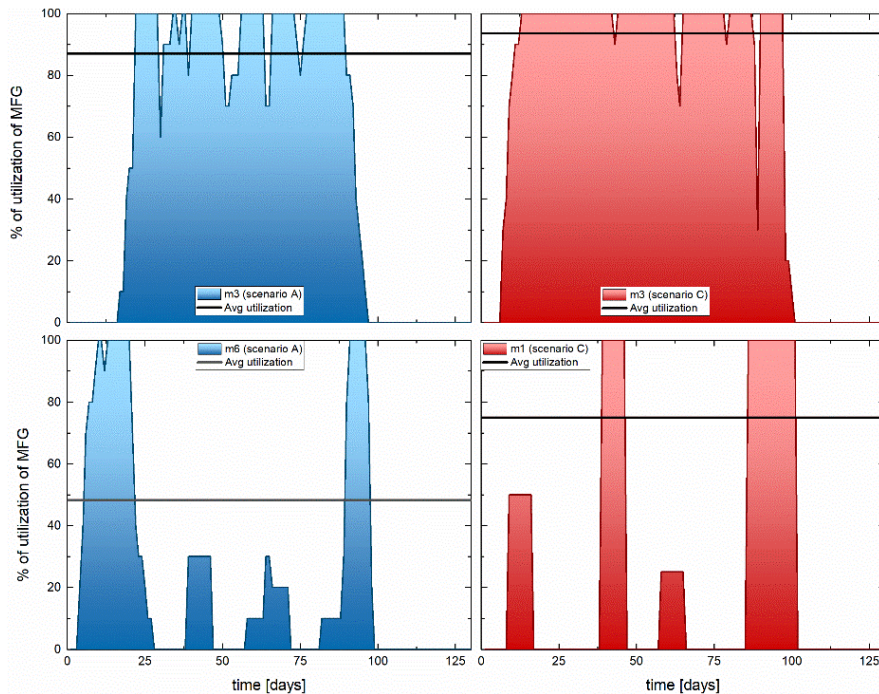 % of utilization of MFG
100
80
60
40
20
0
m3 (scenario A)
Avg utilization
m3 (scenario C)
Avg utilization
% of utilization of MFG
100
80
60
40
20
0
m6 (scenario A)
Avg utilization
m1 (scenario C)
Avg utilization
0 25 50 75 100 125
0 25 50 75 100 125
time [days]
time [days]